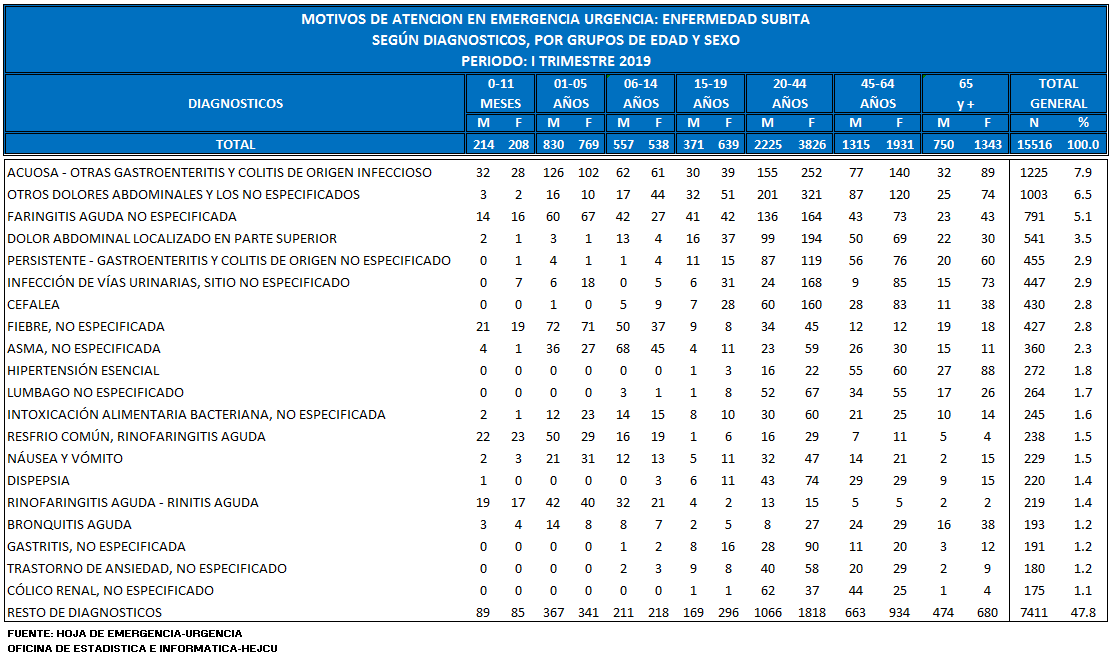 MOTIVOS DE ATENCION EN EMERGENCIA URGENCIA: ENFERMEDAD SUBITA
SEGÚN DIAGNOSTICOS, POR GRUPOS DE EDAD Y SEXO
PERIODO: I TRIMESTRE 2019
DIAGNOSTICOS 0-11 MESES 01-05 AÑOS 06-14 AÑOS 15-19 AÑOS 20-44 AÑOS 45-64 AÑOS 65 y + TOTAL GENERAL
M F M F M F M F M F M F M F N %
TOTAL 214 208 830 769 557 538 371 639 2225 3826 1315 1931 750 1343 15516 100.0
ACUOSA - OTRAS GASTROENTERITIS Y COLITIS DE ORIGEN INFECCIOSO 32 28 126 102 62 61 30 39 155 252 77 140 32 89 1225 7.9
OTROS DOLORES ABDOMINALES Y LOS NO ESPECIFICADOS 3 2 16 10 17 44 32 51 201 321 87 120 25 74 1003 6.5
FARINGITIS AGUDA NO ESPECIFICADA 14 16 60 67 42 27 41 42 136 164 43 73 23 43 791 5.1
DOLOR ABDOMINAL LOCALIZADO EN PARTE SUPERIOR 2 1 3 1 13 4 16 37 99 194 50 69 22 30 541 3.5
PERSISTENTE - GASTROENTERITIS Y COLITIS DE ORIGEN NO ESPECIFICADO 0 1 4 1 1 4 11 15 87 119 56 76 20 60 455 2.9
INFECCIÓN DE VÍAS URINARIAS, SITIO NO ESPECIFICADO 0 7 6 18 0 5 6 31 24 168 9 85 15 73 447 2.9
CEFALEA 0 0 1 0 5 9 7 28 60 160 28 83 11 38 430 2.8
FIEBRE, NO ESPECIFICADA 21 19 72 71 50 37 9 8 34 45 12 12 19 18 427 2.8
ASMA, NO ESPECIFICADA 4 1 36 27 68 45 4 11 23 59 26 30 15 11 360 2.3
HIPERTENSIÓN ESENCIAL 0 0 0 0 0 0 1 3 16 22 55 60 27 88 272 1.8
LUMBAGO NO ESPECIFICADO 0 0 0 0 3 1 1 8 52 67 34 55 17 26 264 1.7
INTOXICACIÓN ALIMENTARIA BACTERIANA, NO ESPECIFICADA 2 1 12 23 14 15 8 10 30 60 21 25 10 14 245 1.6
RESFRIO COMÚN, RINOFARINGITIS AGUDA 22 23 50 29 16 19 1 6 16 29 7 11 5 4 238 1.5
NÁUSEA Y VÓMITO 2 3 21 31 12 13 5 11 32 47 14 21 2 15 229 1.5
DISPEPSIA 1 0 0 0 0 3 6 11 43 74 29 29 9 15 220 1.4
RINOFARINGITIS AGUDA - RINITIS AGUDA 19 17 42 40 32 21 4 2 13 15 5 5 2 2 219 1.4
BRONQUITIS AGUDA 3 4 14 8 8 7 2 5 8 27 24 29 16 38 193 1.2
GASTRITIS, NO ESPECIFICADA 0 0 0 0 1 2 8 16 28 90 11 20 3 12 191 1.2
TRASTORNO DE ANSIEDAD, NO ESPECIFICADO 0 0 0 0 2 3 9 8 40 58 20 29 2 9 180 1.2
CÓLICO RENAL, NO ESPECIFICADO 0 0 0 0 0 0 1 1 62 37 44 25 1 4 175 1.1
RESTO DE DIAGNOSTICOS 89 85 367 341 211 218 169 296 1066 1818 663 934 474 680 7411 47.8
FUENTE: HOJA DE EMERGENCIA-URGENCIA
OFICINA DE ESTADISTICA E INFORMATICA-HEJCU